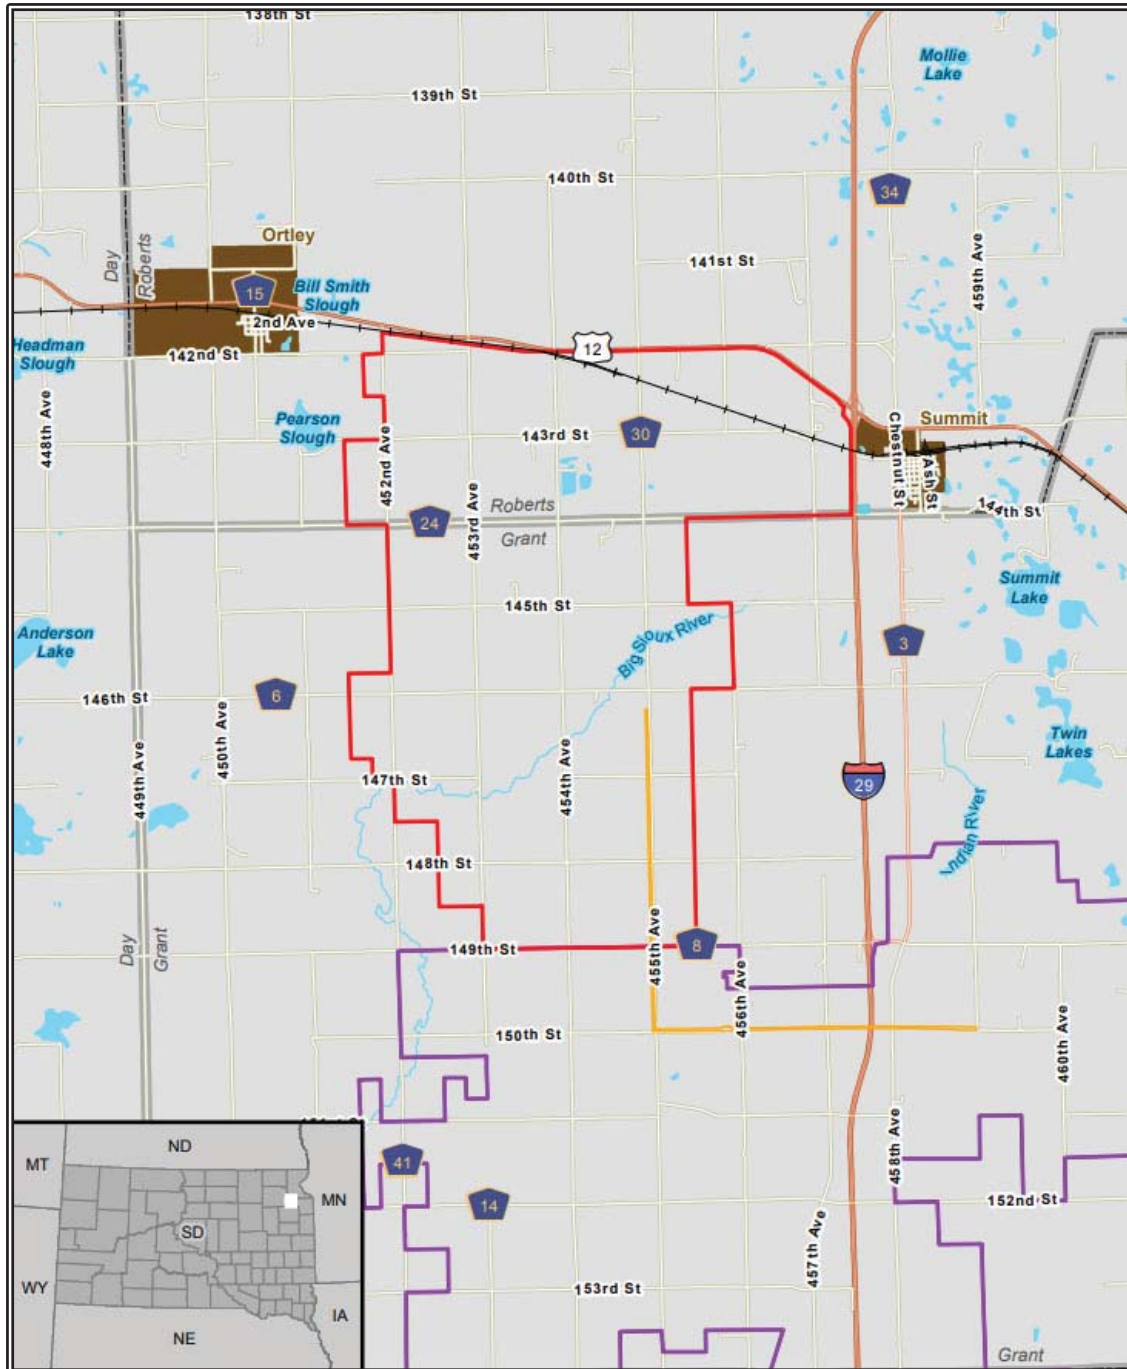 138th St
Mollie
Lake
139th St
140th St
34
Ortley
Day
Roberts
141st St
459th Ave
15
Bill Smith
Slough
2nd Ave
Headman
Slough
142nd St
12
448th Ave
Pearson
Slough
452nd Ave
143rd St
30
Summit
Chestnut St
Ash St
24
453rd Ave
Roberts
Grant
144th St
145th St
Summit
Lake
Anderson
Lake
Big Sioux River
3
146th St
6
449th Ave
450th Ave
454th Ave
Twin
Lakes
147th St
29
Indian River
148th St
Day
Grant
149th St
455th Ave
8
456th Ave
150th St
460th Ave
458th Ave
41
14
152nd St
457th Ave
153rd St
Grant
ND
MT
MN
SD
WY
IA
NE